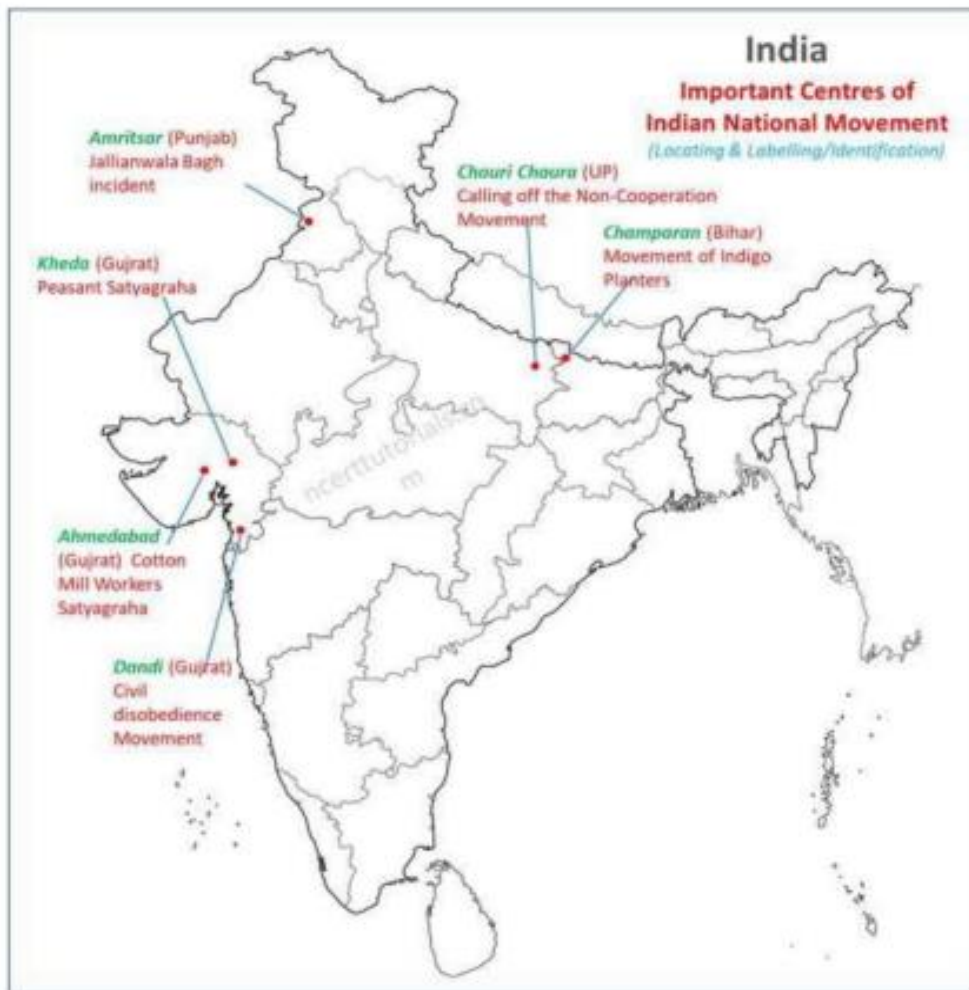 India
Important Centres of
Indian National Movement
(Locating & Labelling/Identification)
Amritsar (Punjab)
Jallianwala Bagh
incident
Chauri Chaura (UP)
Calling off the Non-Cooperation
Movement
Champaran (Bihar)
Movement of Indigo
Planters
Kheda (Gujrat)
Peasant Satyagraha
ncerttutorials.co
m
Ahmedabad
(Gujrat) Cotton
Mill Workers
Satyagraha
Dandi (Gujrat)
Civil
disobedience
Movement